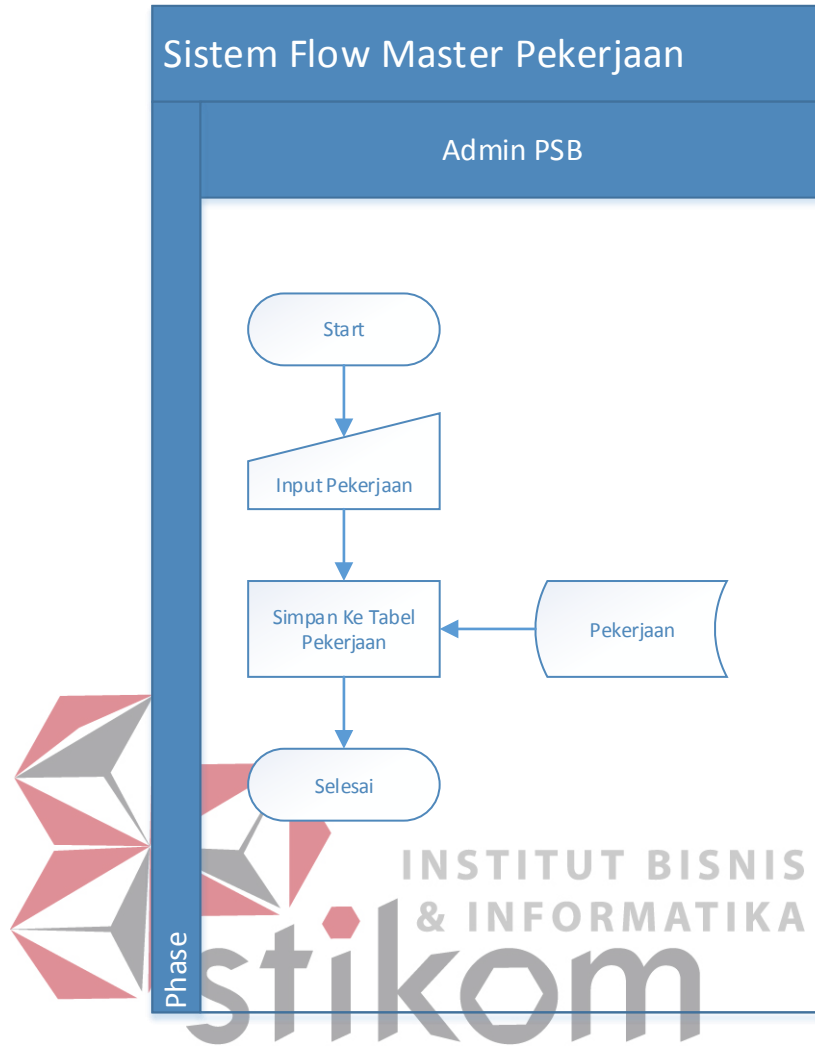 Sistem Flow Master Pekerjaan
Admin PSB
Start
Input Pekerjaan
Simpan Ke Tabel
Pekerjaan
Pekerjaan
Selesai
Phase
INSTITUT BISNIS
& INFORMATIKA
stikom